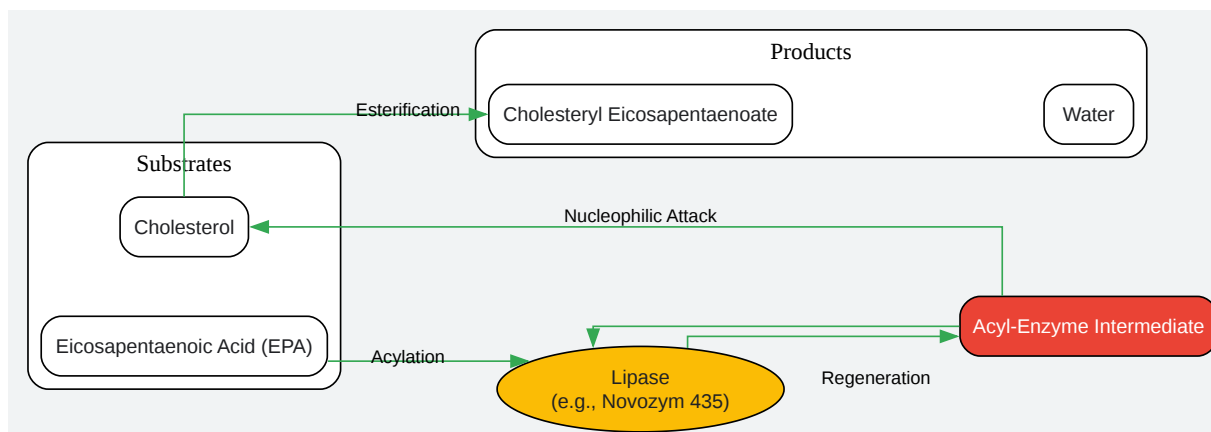 Products
Esterification
Cholesteryl Eicosapentaenoate
Water
Substrates
Cholesterol
Nucleophilic Attack
Eicosapentaenoic Acid (EPA)
Acylation
Acyl-Enzyme Intermediate
Lipase
(e.g., Novozym 435)
Regeneration